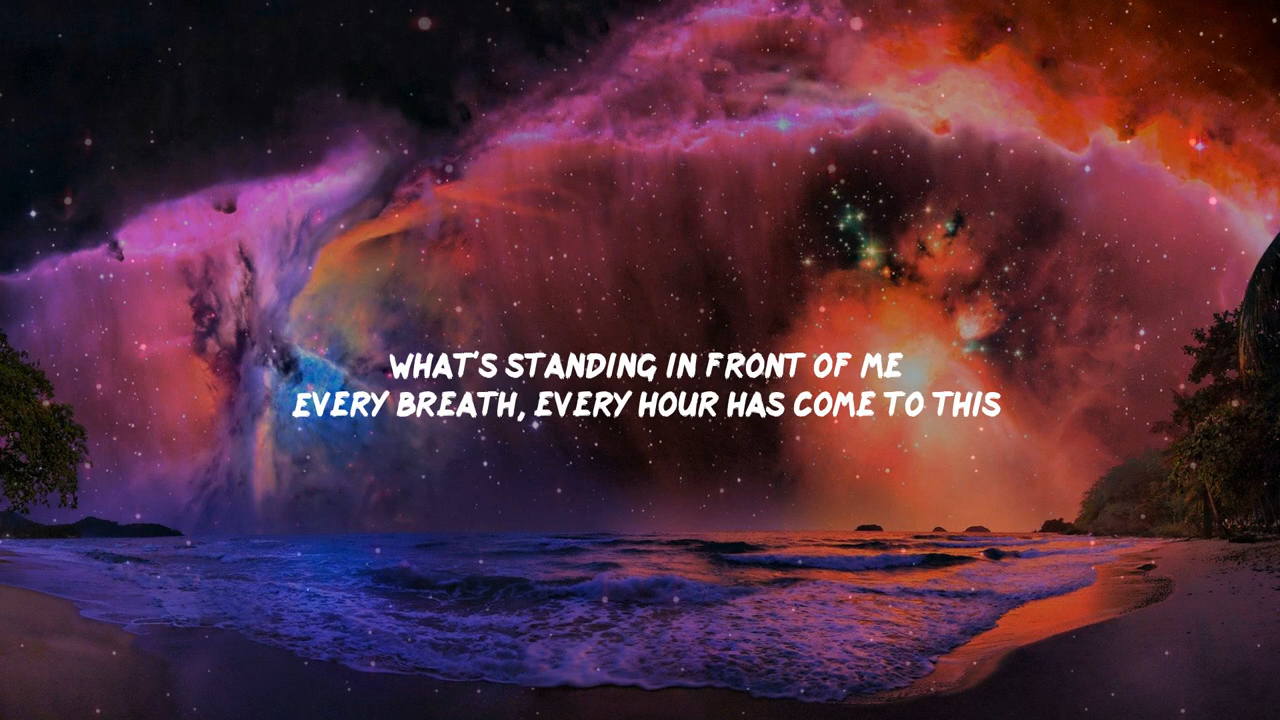 WHAT'S STANDING IN FRONT OF ME
EVERY BREATH, EVERY HOUR HAS COME TO THIS